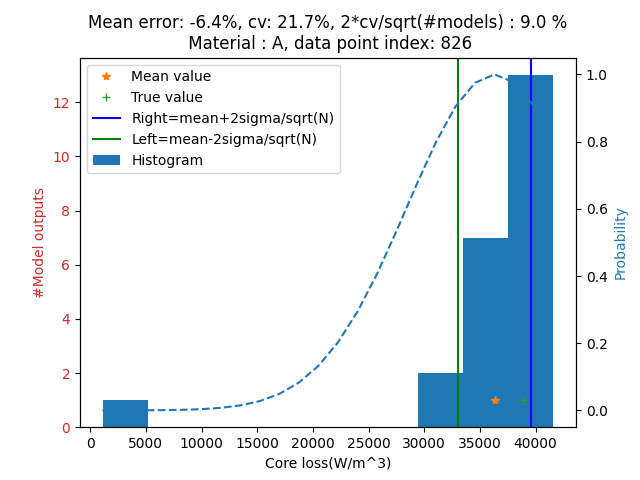 Mean error: -6.4%, cv: 21.7%, 2*cv/sqrt(#models) : 9.0 %
Material : A, data point index: 826
Mean value
True value
Right=mean+2sigma/sqrt(N)
Left=mean-2sigma/sqrt(N)
Histogram
#Model outputs
12
10
8
6
4
2
0
1.0
0.8
0.6
0.4
0.2
0.0
Probability
0 5000 10000 15000 20000 25000 30000 35000 40000
Core loss(W/m^3)